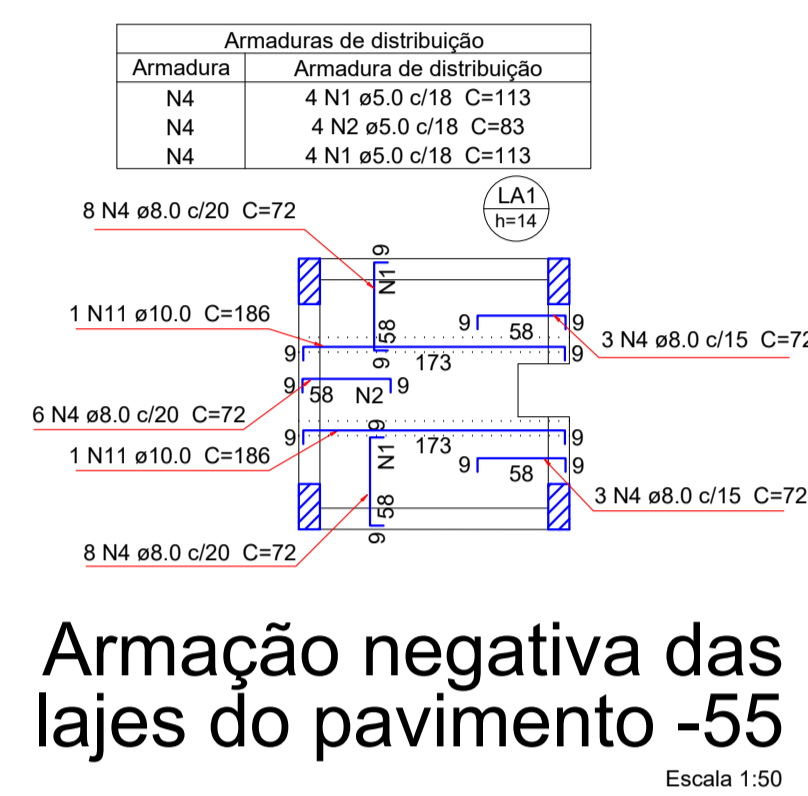 Armaduras de distribuição
Armadura Armadura de distribuição
N4 4 N1 ø5.0 c/18 C=113
N4 4 N2 ø5.0 c/18 C=83
N4 4 N1 ø5.0 c/18 C=113
LA1
h=14
8 N4 ø8.0 c/20 C=72
9
N1
58
9
1 N11 ø10.0 C=186
9 58 9
3 N4 ø8.0 c/15 C=72
9 173 9
9 58 N2 9
6 N4 ø8.0 c/20 C=72
9 173 9
1 N11 ø10.0 C=186
9
N1
58
9
9 58 9
3 N4 ø8.0 c/15 C=72
8 N4 ø8.0 c/20 C=72
Armação negativa das
lajes do pavimento -55
Escala 1:50